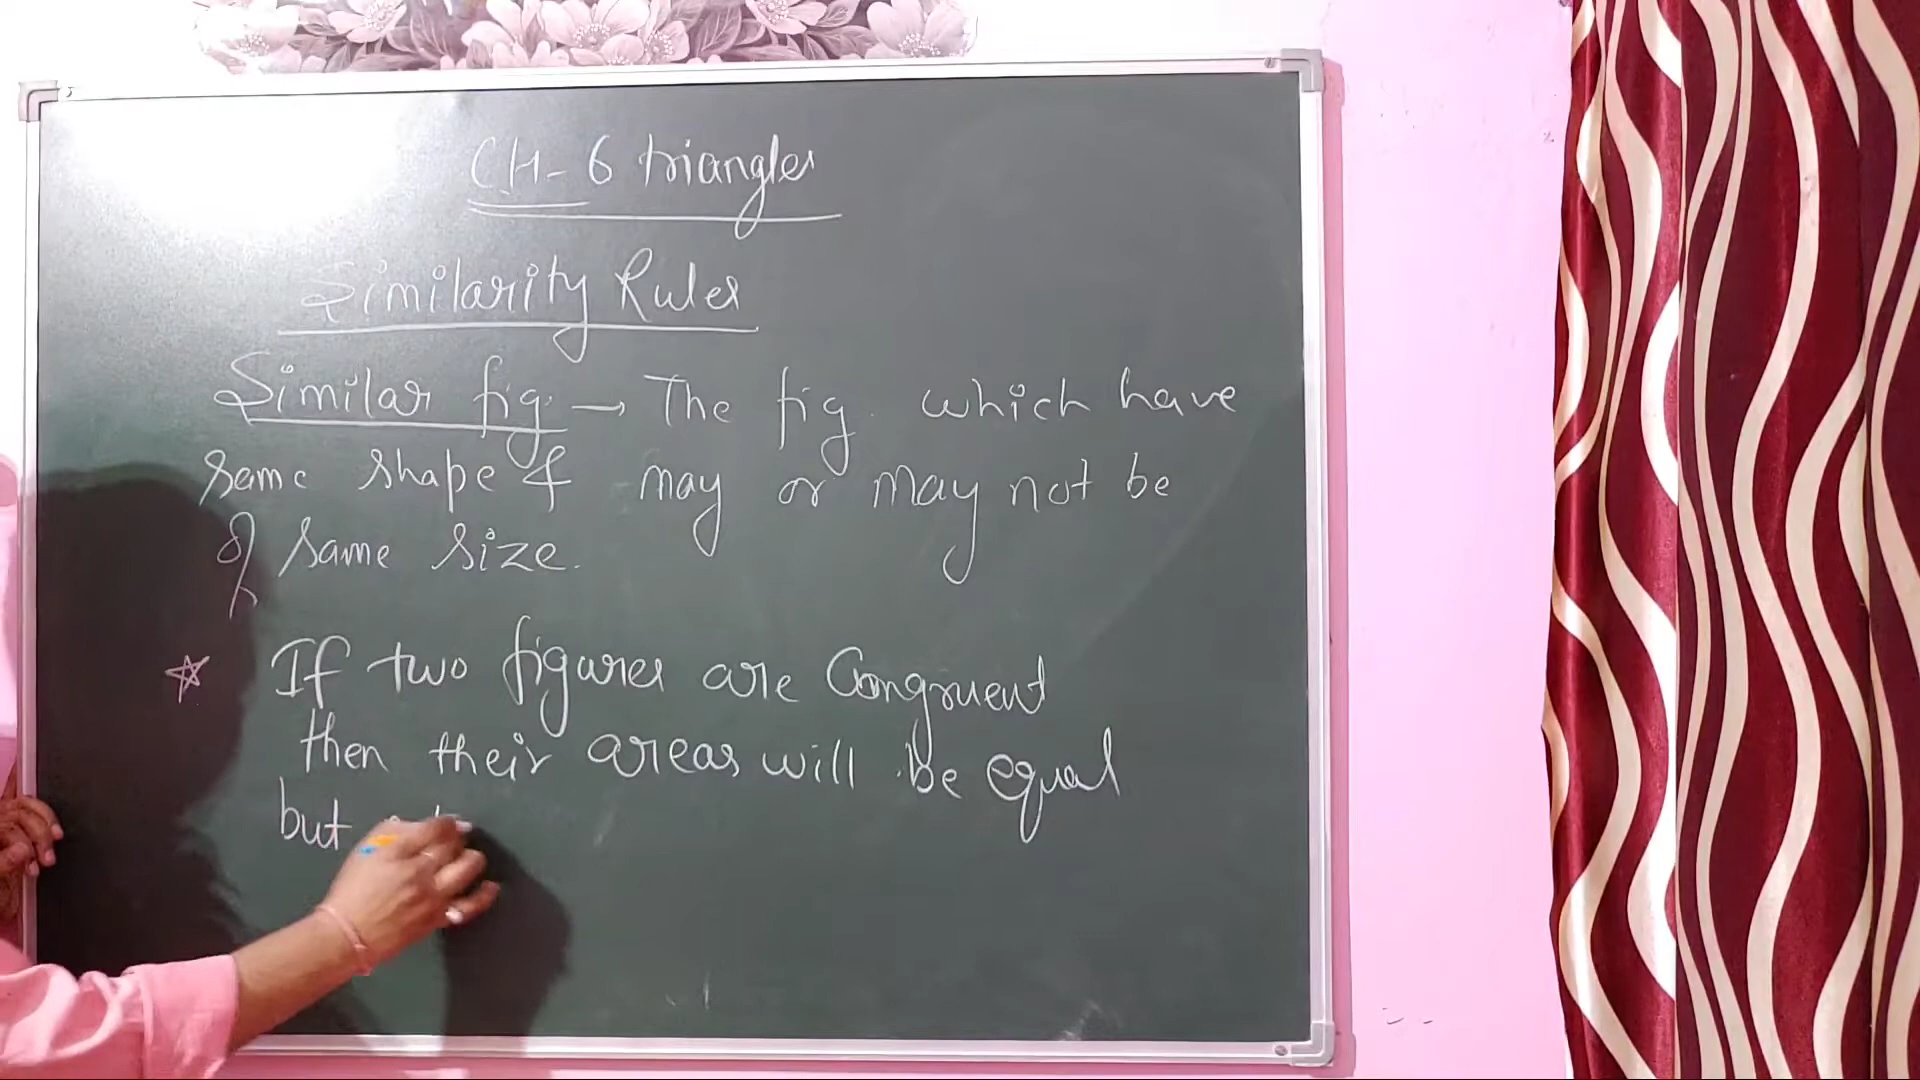 CH-6 triangles
Similarity Rules
Similar fig. → The fig. which have
same shape & may or may not be
of same size.
☆ If two figures are Congruent
then their areas will be equal
but